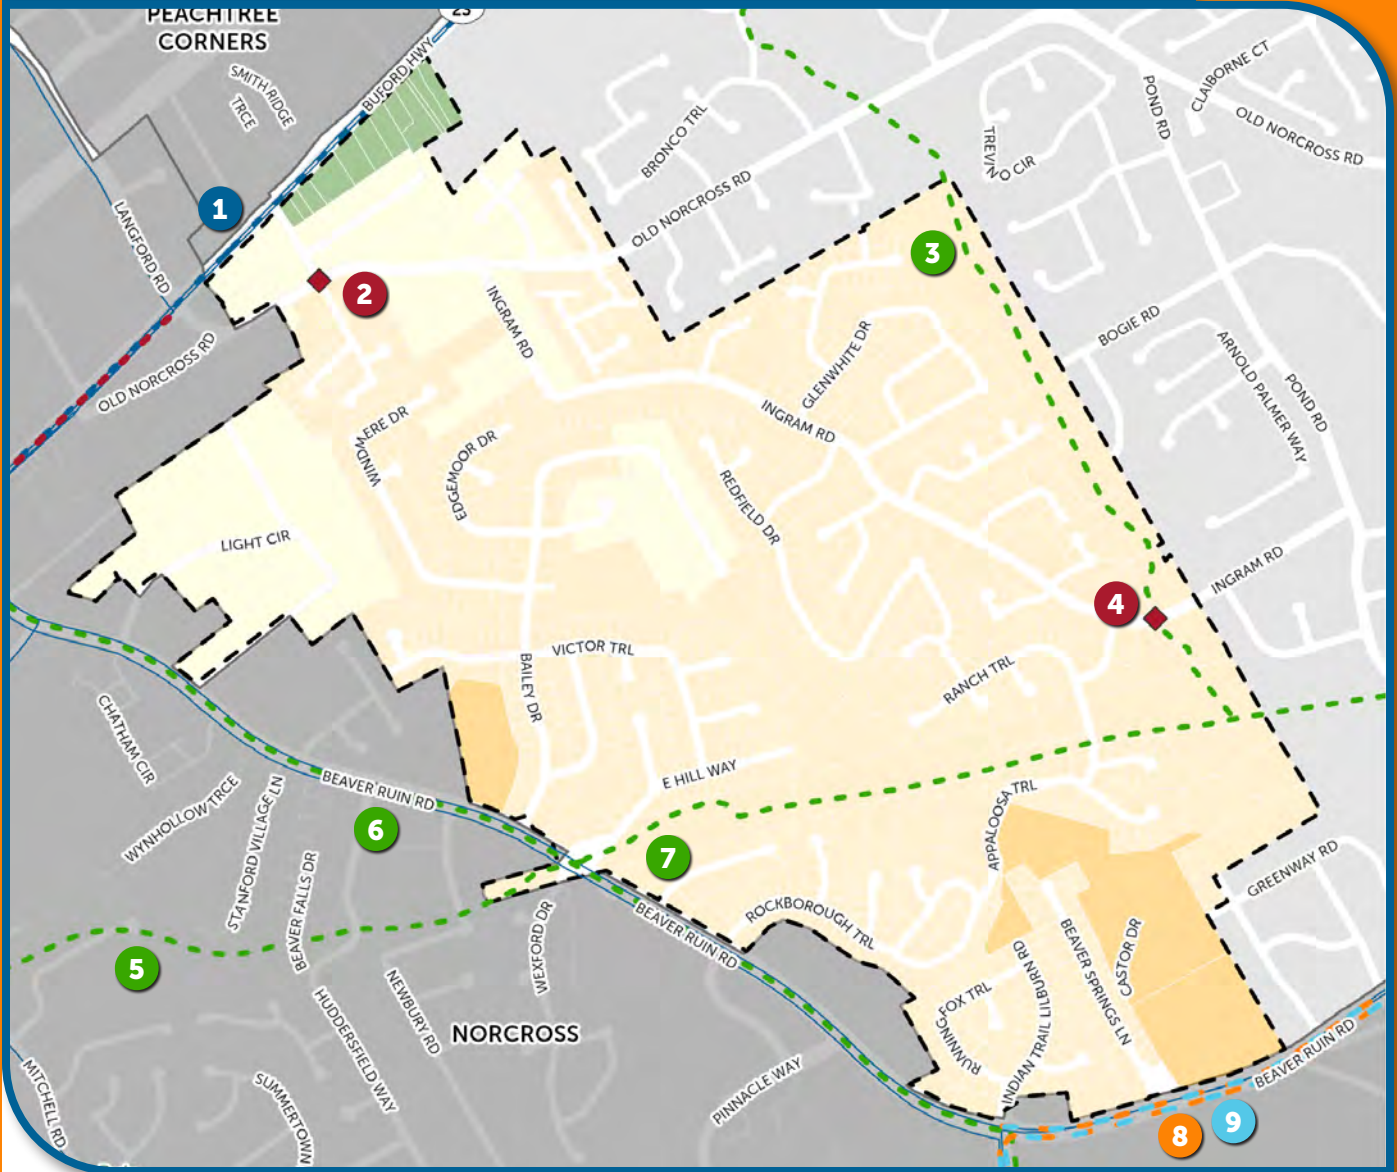 PEACHTREE
CORNERS
23
SMITH RIDGE
TRCE
BUFORD HWY
LANGFORD RD
1
OLD NORCROSS RD
2
BRONCO TRL
OLD NORCROSS RD
TREVINO CIR
POND RD
CLAIBORNE CT
OLD NORCROSS RD
3
INGRAM RD
GLENWHITE DR
INGRAM RD
BOGIE RD
ARNOLD PALMER WAY
POND RD
WINDMERE DR
EDGEMOOR DR
REDFIELD DR
LIGHT CIR
INGRAM RD
4
VICTOR TRL
BAILEY DR
RANCH TRL
E HILL WAY
CHATHAM CIR
WYNHOLLOW TRCE
STANFORD VILLAGE LN
BEAVER RUIN RD
6
BEAVER FALLS DR
7
APPALOOSA TRL
GREENWAY RD
5
WEXFORD DR
BEAVER RUIN RD
ROCKBOROUGH TRL
BEAVER SPRINGS LN
CASTOR DR
HUDDERSFIELD WAY
NEWBURY RD
NORCROSS
RUNNING FOX TRL
INDIAN TRAIL LILBURN RD
PINNACLE WAY
MITCHELL RD
SUMMERTOWN
BEAVER RUIN RD
8
9